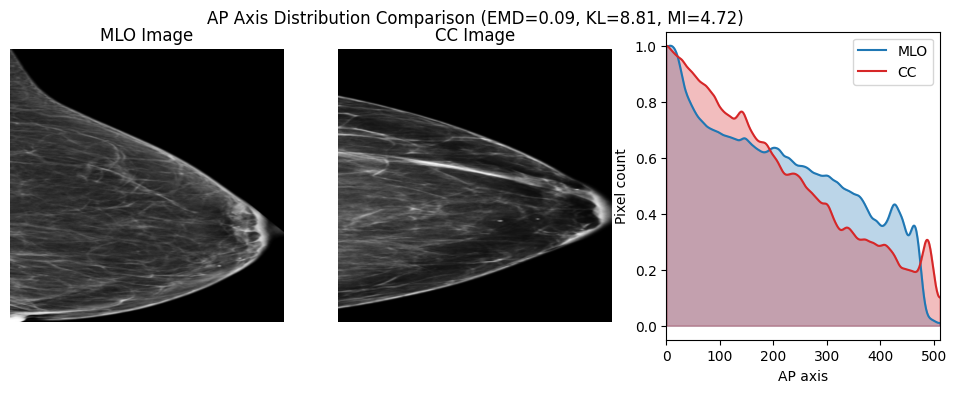 AP Axis Distribution Comparison (EMD=0.09, KL=8.81, MI=4.72)
MLO Image
CC Image
MLO
CC
Pixel count
1.0
0.8
0.6
0.4
0.2
0.0
0 100 200 300 400 500
AP axis